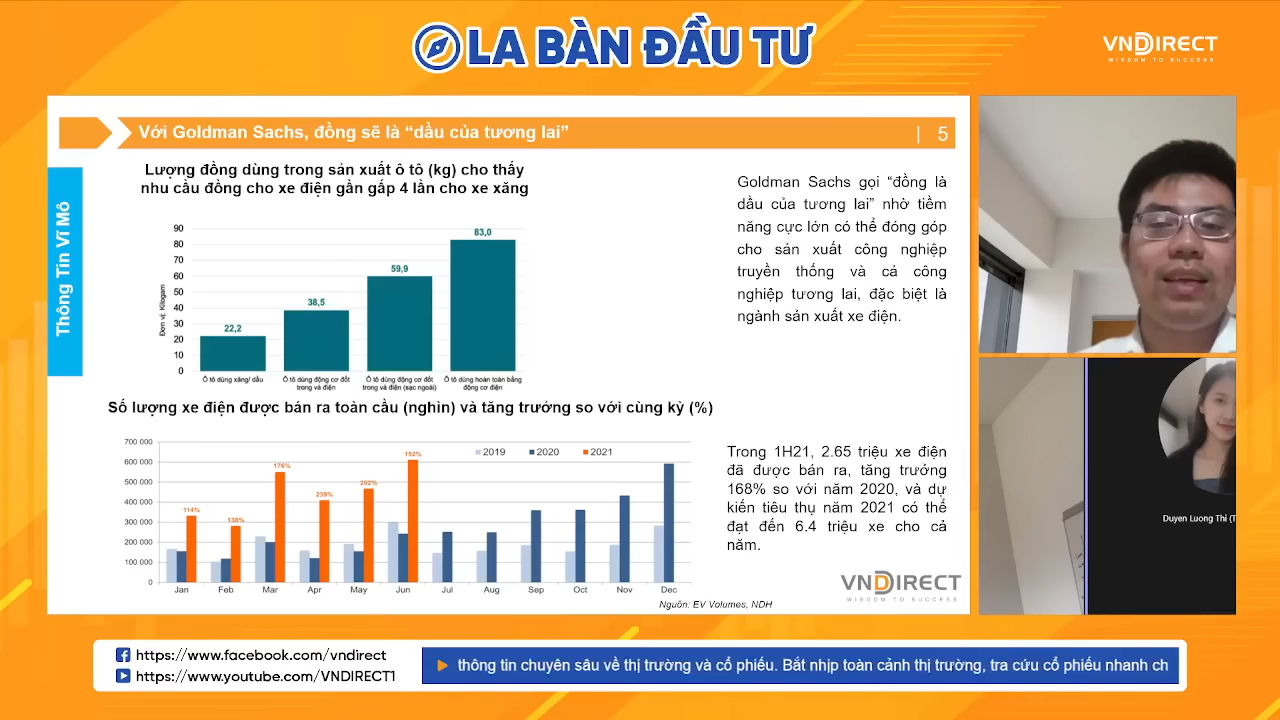 LA BÀN ĐẦU TƯ
VNDIRECT
WISDOM TO SUCCESS
Với Goldman Sachs, đồng sẽ là “dầu của tương lai”
| 5
Thông Tin Vĩ Mô
Lượng đồng dùng trong sản xuất ô tô (kg) cho thấy
nhu cầu đồng cho xe điện gần gấp 4 lần cho xe xăng
Đơn vị: Kilogam
90
80
70
60
50
40
30
20
10
0
22,2
38,5
59,9
83,0
Ô tô dùng xăng/ dầu
Ô tô dùng động cơ đốt
trong và điện
Ô tô dùng động cơ đốt
trong và điện (sạc ngoài)
Ô tô dùng hoàn toàn bằng
động cơ điện
Goldman Sachs gọi “đồng là
dầu của tương lai” nhờ tiềm
năng cực lớn có thể đóng góp
cho sản xuất công nghiệp
truyền thống và cả công
nghiệp tương lai, đặc biệt là
ngành sản xuất xe điện.
Số lượng xe điện được bán ra toàn cầu (nghìn) và tăng trưởng so với cùng kỳ (%)
700 000
600 000
500 000
400 000
300 000
200 000
100 000
0
2019 2020 2021
114%
138%
176%
239%
202%
152%
Jan Feb Mar Apr May Jun Jul Aug Sep Oct Nov Dec
Trong 1H21, 2.65 triệu xe điện
đã được bán ra, tăng trưởng
168% so với năm 2020, và dự
kiến tiêu thụ năm 2021 có thể
đạt đến 6.4 triệu xe cho cả
năm.
VNDIRECT
WISDOM TO SUCCESS
Nguồn: EV Volumes, NDH
Duyen Luong Thi (T
https://www.facebook.com/vndirect
https://www.youtube.com/VNDIRECT1
thông tin chuyên sâu về thị trường và cổ phiếu. Bắt nhịp toàn cảnh thị trường, tra cứu cổ phiếu nhanh ch